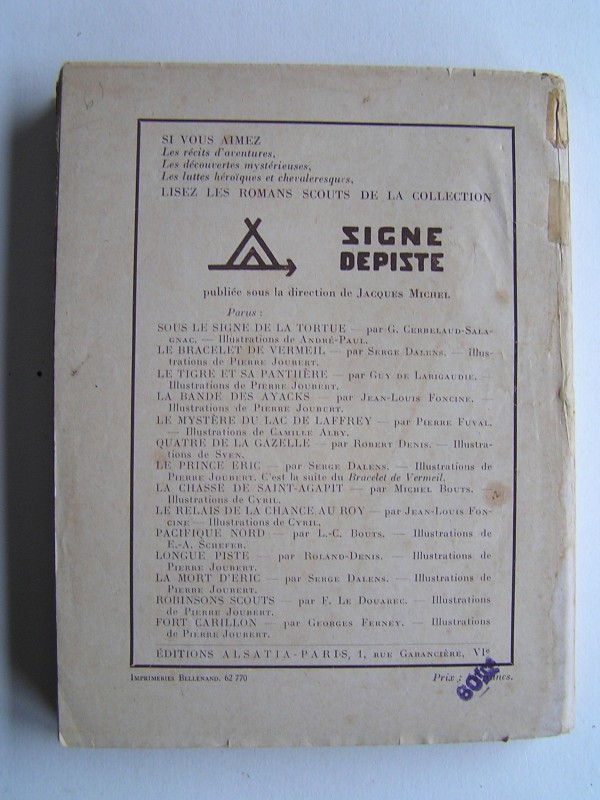 SI VOUS AIMEZ
Les récits d'aventures,
Les découvertes mystérieuses,
Les luttes héroïques et chevaleresques,
LISEZ LES ROMANS SCOUTS DE LA COLLECTION
SIGNE
DE PISTE
publiée sous la direction de JACQUES MICHEL
Parus :
SOUS LE SIGNE DE LA TORTUE — par G. CERBELAUD-SALA-
GNAC. — Illustrations de ANDRÉ-PAUL.
LE BRACELET DE VERMEIL — par SERGE DALENS. — Illus-
trations de PIERRE JOUBERT.
LE TIGRE ET SA PANTHÈRE — par GUY DE LARIGAUDIE. —
Illustrations de PIERRE JOUBERT.
LA BANDE DES AYACKS — par JEAN-LOUIS FONCINE. —
Illustrations de PIERRE JOUBERT.
LE MYSTÈRE DU LAC DE LAFFREY — par PIERRE FUVAL.
— Illustrations de CAMILLE ALBY.
QUATRE DE LA GAZELLE — par ROBERT DENIS. — Illustra-
tions de SVEN.
LE PRINCE ERIC — par SERGE DALENS. — Illustrations de
PIERRE JOUBERT. C'est la suite du Bracelet de Vermeil.
LA CHASSE DE SAINT-AGAPIT — par MICHEL BOUTS.
Illustrations de CYRIL.
LE RELAIS DE LA CHANCE AU ROY — par JEAN-LOUIS FON-
CINE — Illustrations de CYRIL.
PACIFIQUE NORD — par L.-C. BOUTS. — Illustrations de
E.-A. SCHEFER.
LONGUE PISTE — par ROLAND-DENIS. — Illustrations de
PIERRE JOUBERT.
LA MORT D'ERIC — par SERGE DALENS. — Illustrations de
PIERRE JOUBERT.
ROBINSONS SCOUTS — par F. LE DOUAREC. — Illustrations
de PIERRE JOUBERT.
FORT CARILLON — par GEORGES FERNEY. — Illustrations
de PIERRE JOUBERT.
ÉDITIONS ALSATIA-PARIS, 1, RUE GARANCIÈRE, VIe
IMPRIMERIES BELLENAND. 62 770
Prix :